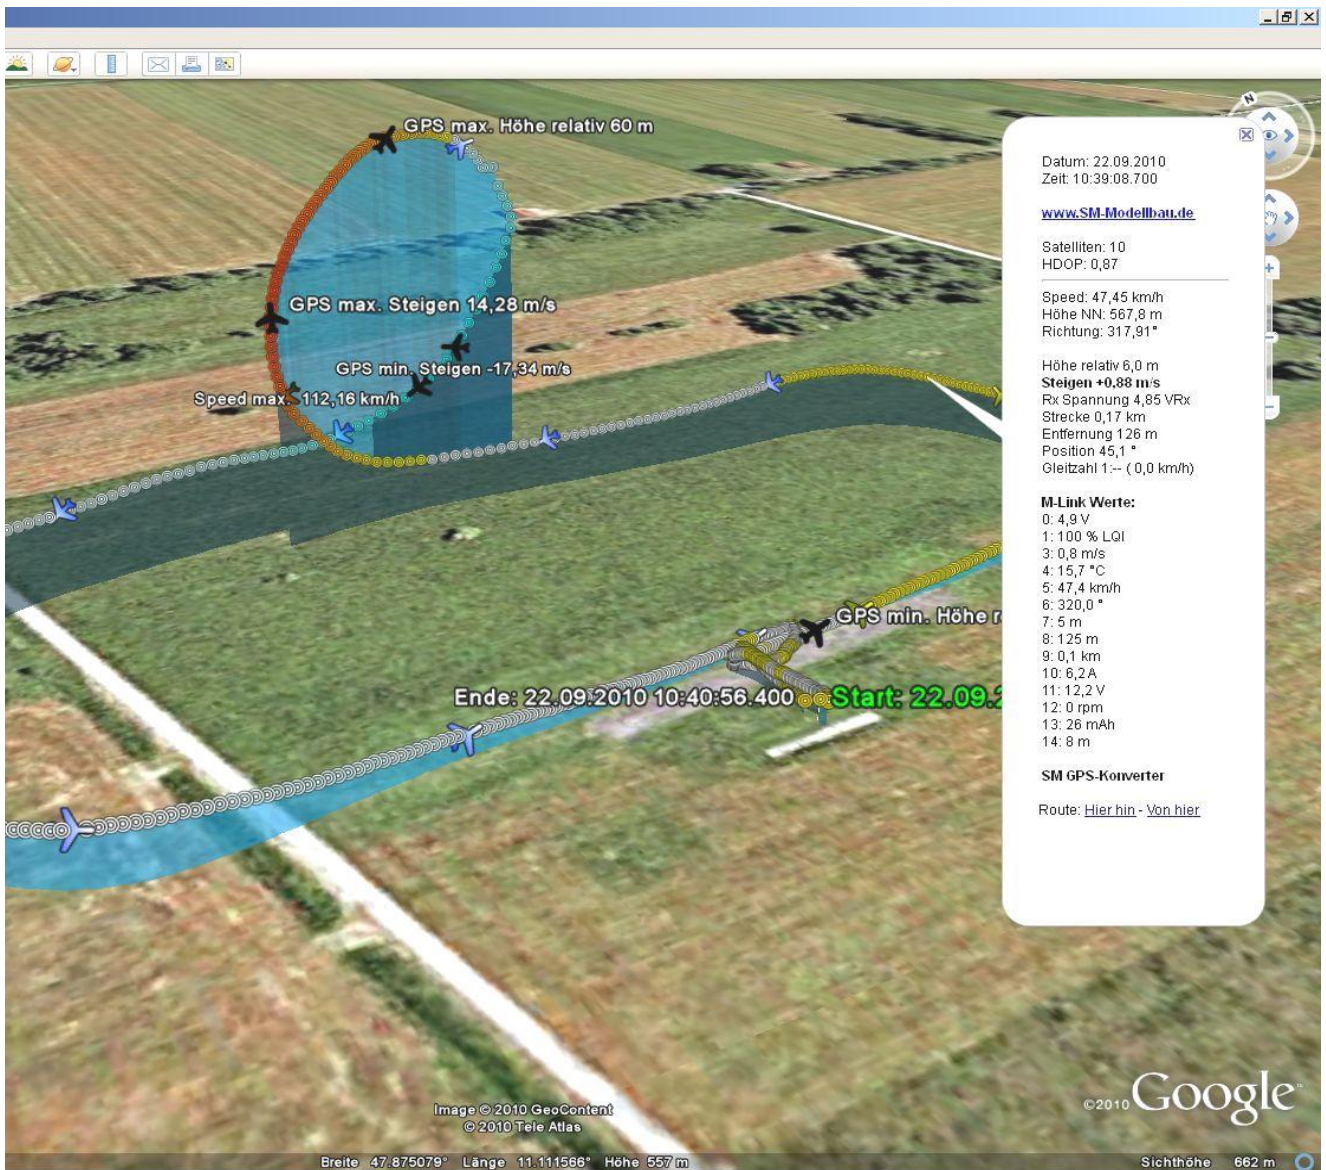 N
GPS max. Höhe relativ 60 m
GPS max. Steigen 14,28 m/s
GPS min. Steigen -17,34 m/s
Speed max. 112,16 km/h
GPS min. Höhe r
Ende: 22.09.2010 10:40:56.400
Start: 22.09.2
Datum: 22.09.2010
Zeit: 10:39:08.700
www.SM-Modellbau.de
Satelliten: 10
HDOP: 0,87
Speed: 47,45 km/h
Höhe NN: 567,8 m
Richtung: 317,91°
Höhe relativ 6,0 m
Steigen +0,88 m/s
Rx Spannung 4,85 VRx
Strecke 0,17 km
Entfernung 126 m
Position 45,1 °
Gleitzahl 1:-- ( 0,0 km/h)
M-Link Werte:
0: 4,9 V
1: 100 % LQI
3: 0,8 m/s
4: 15,7 °C
5: 47,4 km/h
6: 320,0 °
7: 5 m
8: 125 m
9: 0,1 km
10: 6,2 A
11: 12,2 V
12: 0 rpm
13: 26 mAh
14: 8 m
SM GPS-Konverter
Route: Hier hin - Von hier
Image © 2010 GeoContent
© 2010 Tele Atlas
©2010 Google™
Breite 47.875079° Länge 11.111566° Höhe 557 m
Sichthöhe 662 m